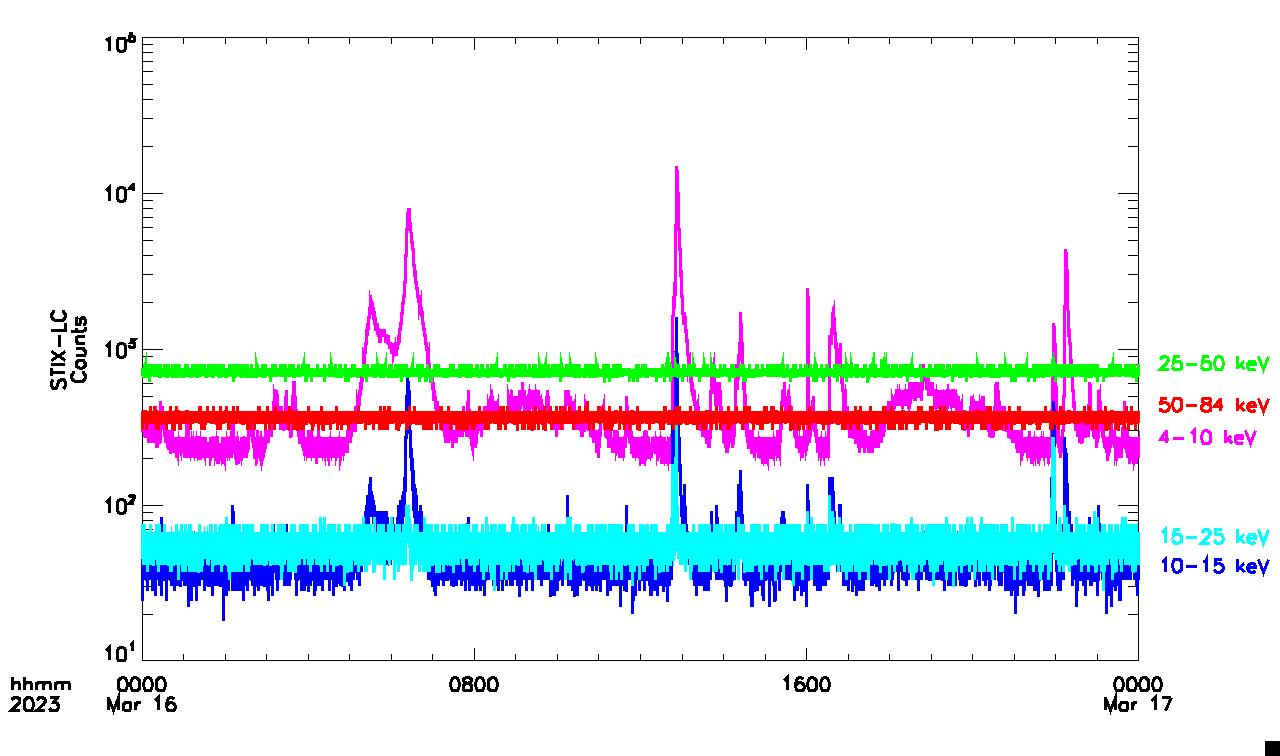 10⁵
10⁴
10³
10²
10¹
STIX-LC
Counts
25-50 keV
50-84 keV
4-10 keV
15-25 keV
10-15 keV
hhmm 0000 0800 1600 0000
2023 Mar 16 Mar 17